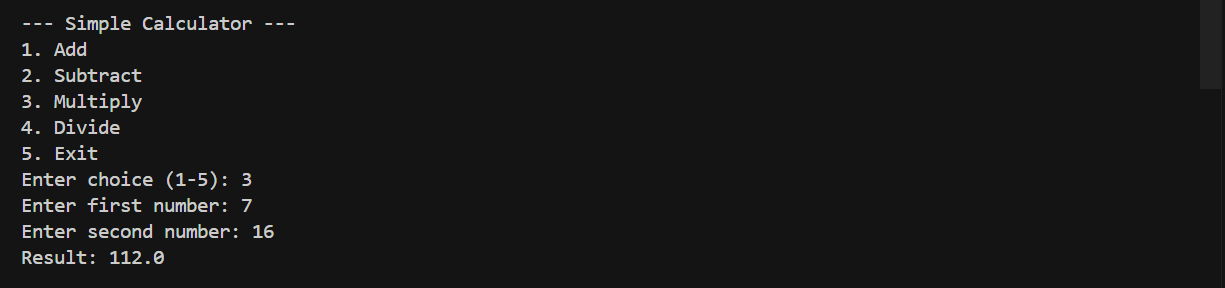 --- Simple Calculator ---
1. Add
2. Subtract
3. Multiply
4. Divide
5. Exit
Enter choice (1-5): 3
Enter first number: 7
Enter second number: 16
Result: 112.0